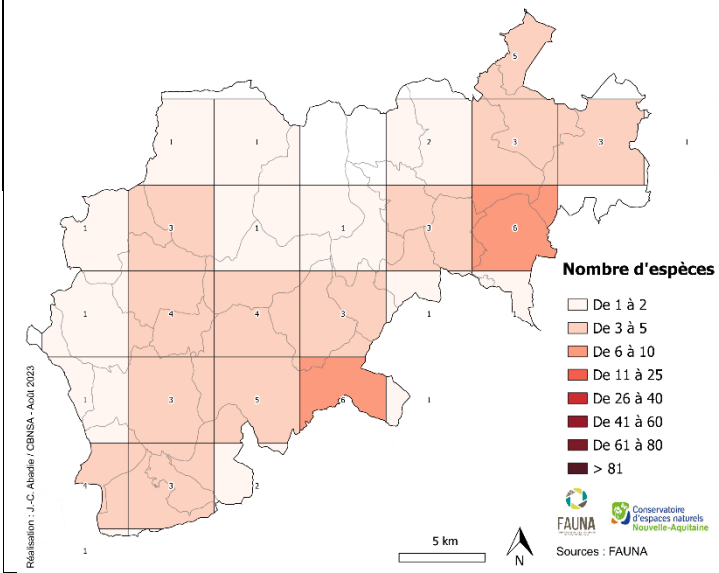 5
1
1
2
3
3
1
1
3
1
1
3
6
1
4
4
3
1
1
1
3
5
6
1
4
3
2
1
Nombre d'espèces
De 1 à 2
De 3 à 5
De 6 à 10
De 11 à 25
De 26 à 40
De 41 à 60
De 61 à 80
> 81
Réalisation : J.-C. Abadie / CBNSA - Août 2023
5 km
N
FAUNA
Conservatoire
d'espaces naturels
Nouvelle-Aquitaine
Sources : FAUNA